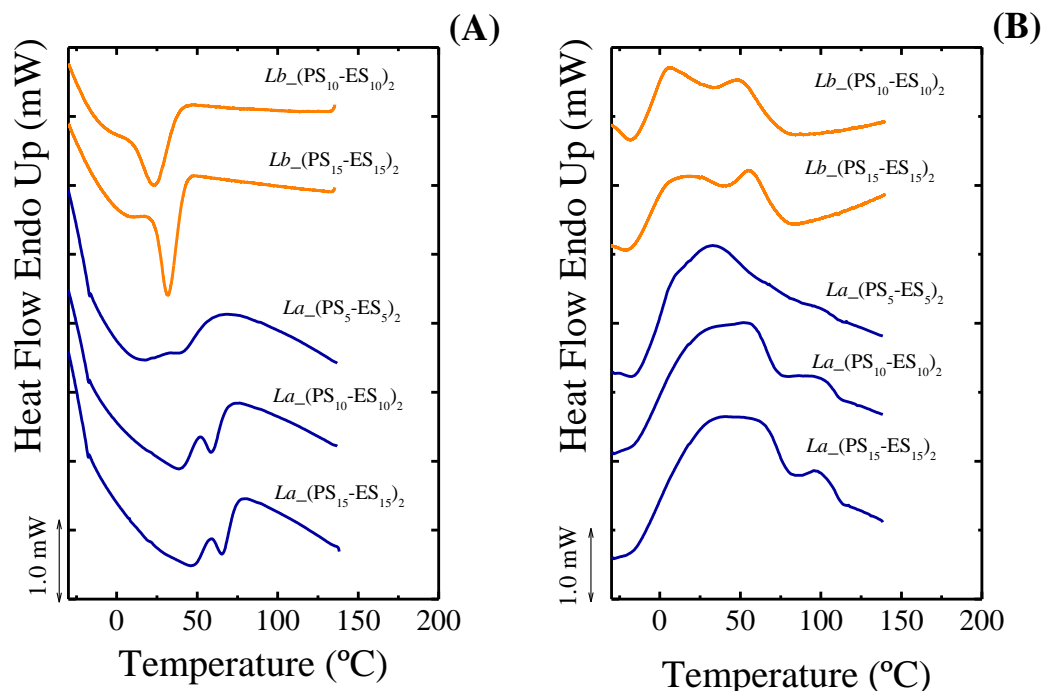 (A)
Heat Flow Endo Up (mW)
Lb_(PS₁₀-ES₁₀)₂
Lb_(PS₁₅-ES₁₅)₂
La_(PS₅-ES₅)₂
La_(PS₁₀-ES₁₀)₂
La_(PS₁₅-ES₁₅)₂
1.0 mW
0 50 100 150 200
Temperature (ºC)
(B)
Heat Flow Endo Up (mW)
Lb_(PS₁₀-ES₁₀)₂
Lb_(PS₁₅-ES₁₅)₂
La_(PS₅-ES₅)₂
La_(PS₁₀-ES₁₀)₂
La_(PS₁₅-ES₁₅)₂
1.0 mW
0 50 100 150 200
Temperature (ºC)